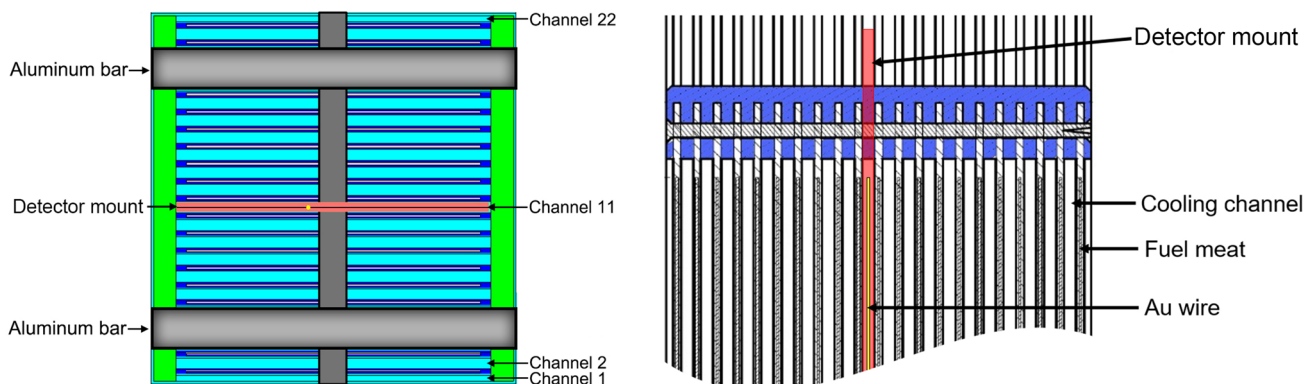 Channel 22
Aluminum bar
Detector mount
Channel 11
Aluminum bar
Channel 2
Channel 1
Detector mount
Cooling channel
Fuel meat
Au wire